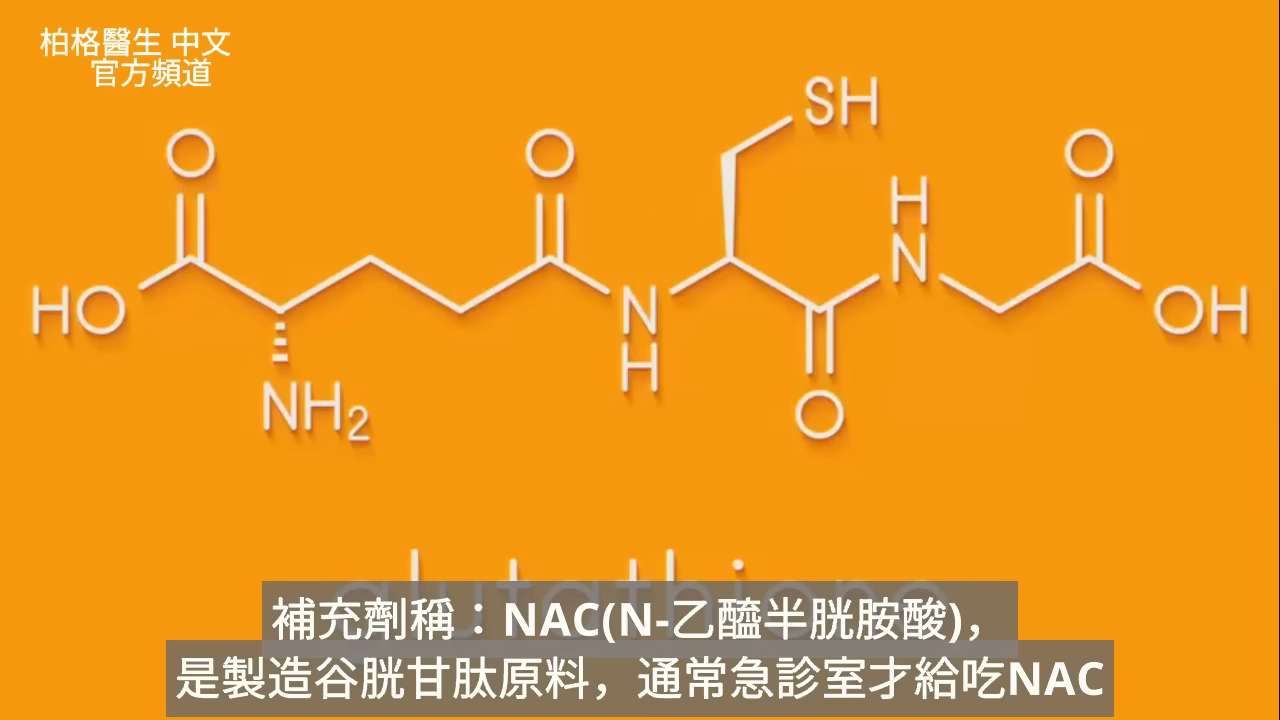 柏格醫生 中文
官方頻道
O
O
SH
H
N
O
HO
N
H
OH
NH2
O
glutathione
補充劑稱：NAC(N-乙醯半胱胺酸)，
是製造谷胱甘肽原料，通常急診室才給吃NAC